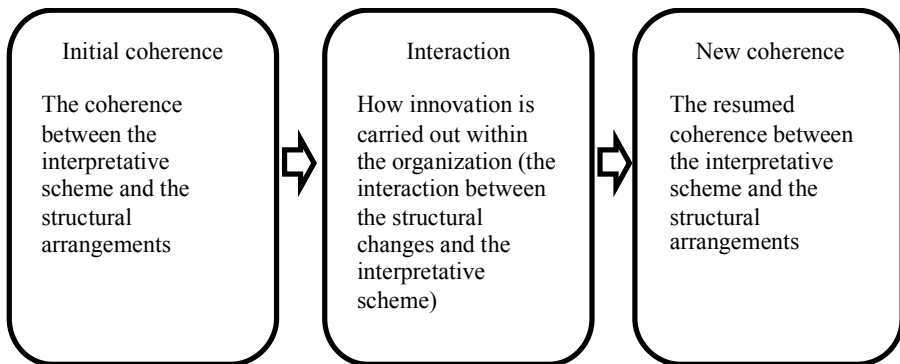 Initial coherence
The coherence
between the
interpretative
scheme and the
structural
arrangements
Interaction
How innovation is
carried out within
the organization (the
interaction between
the structural
changes and the
interpretative
scheme)
New coherence
The resumed
coherence between
the interpretative
scheme and the
structural
arrangements